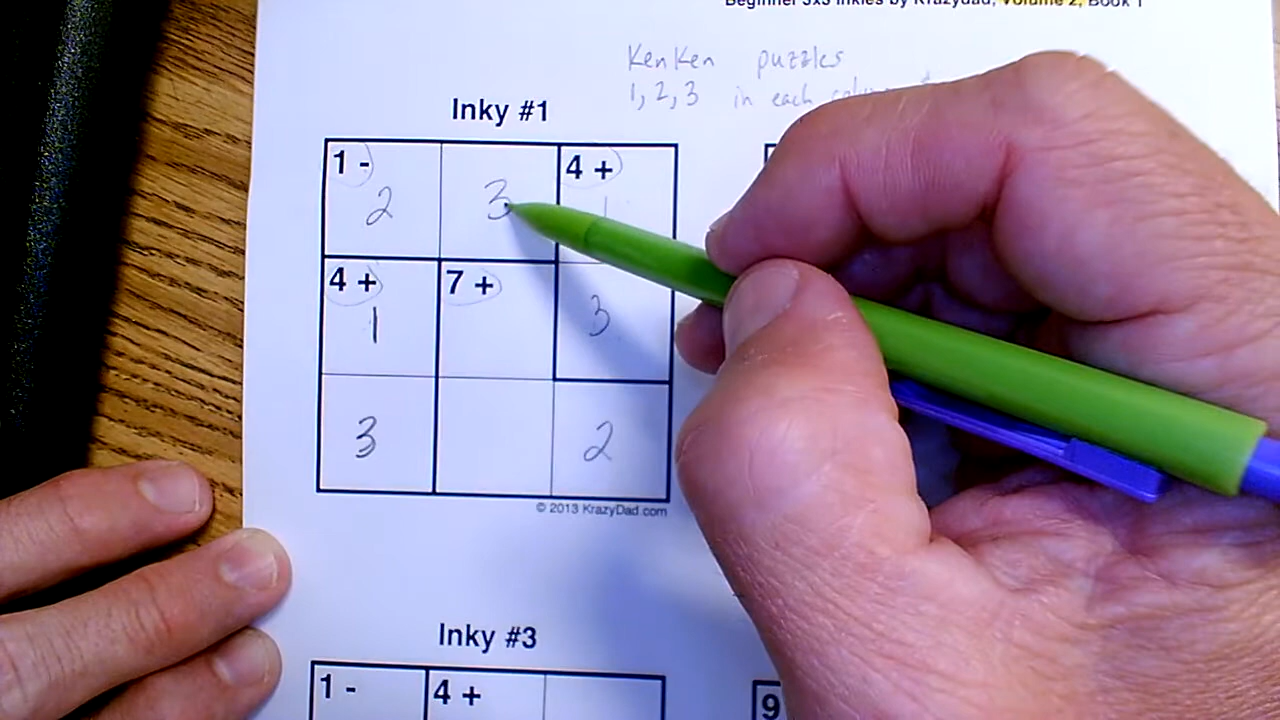 Beginner 3x3 Inkies by KrazyDad, Volume 2, Book 1
KenKen puzzles
1, 2, 3 in each
Inky #1
1 - 4 +
2 3 1
4 + 7 +
1 3
3 2
© 2013 KrazyDad.com
Inky #3
1 - 4 +
9